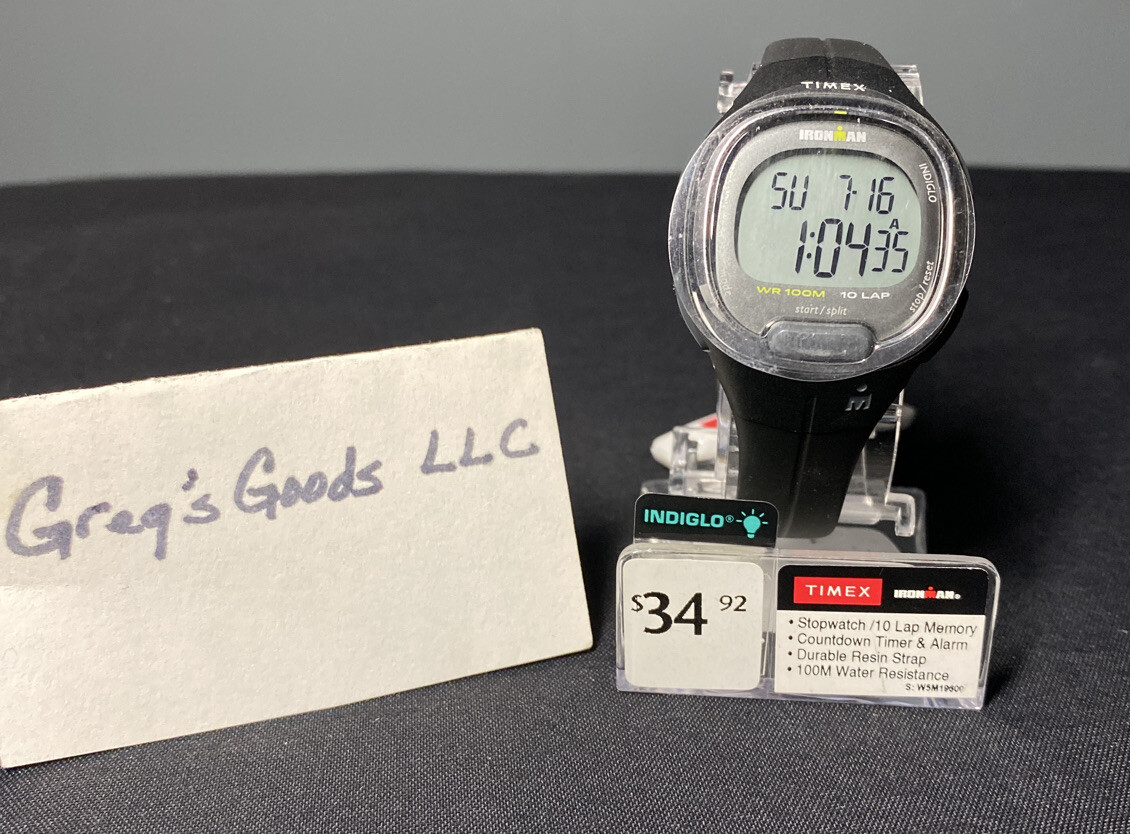 TIMEX
IRONMAN
INDIGLO
SU 7-16
A
1:04 35
WR 100M 10 LAP
start / split
stop / reset
Greg's Goods LLC
INDIGLO®
$34 92
TIMEX IRONMAN®
• Stopwatch /10 Lap Memory
• Countdown Timer & Alarm
• Durable Resin Strap
• 100M Water Resistance